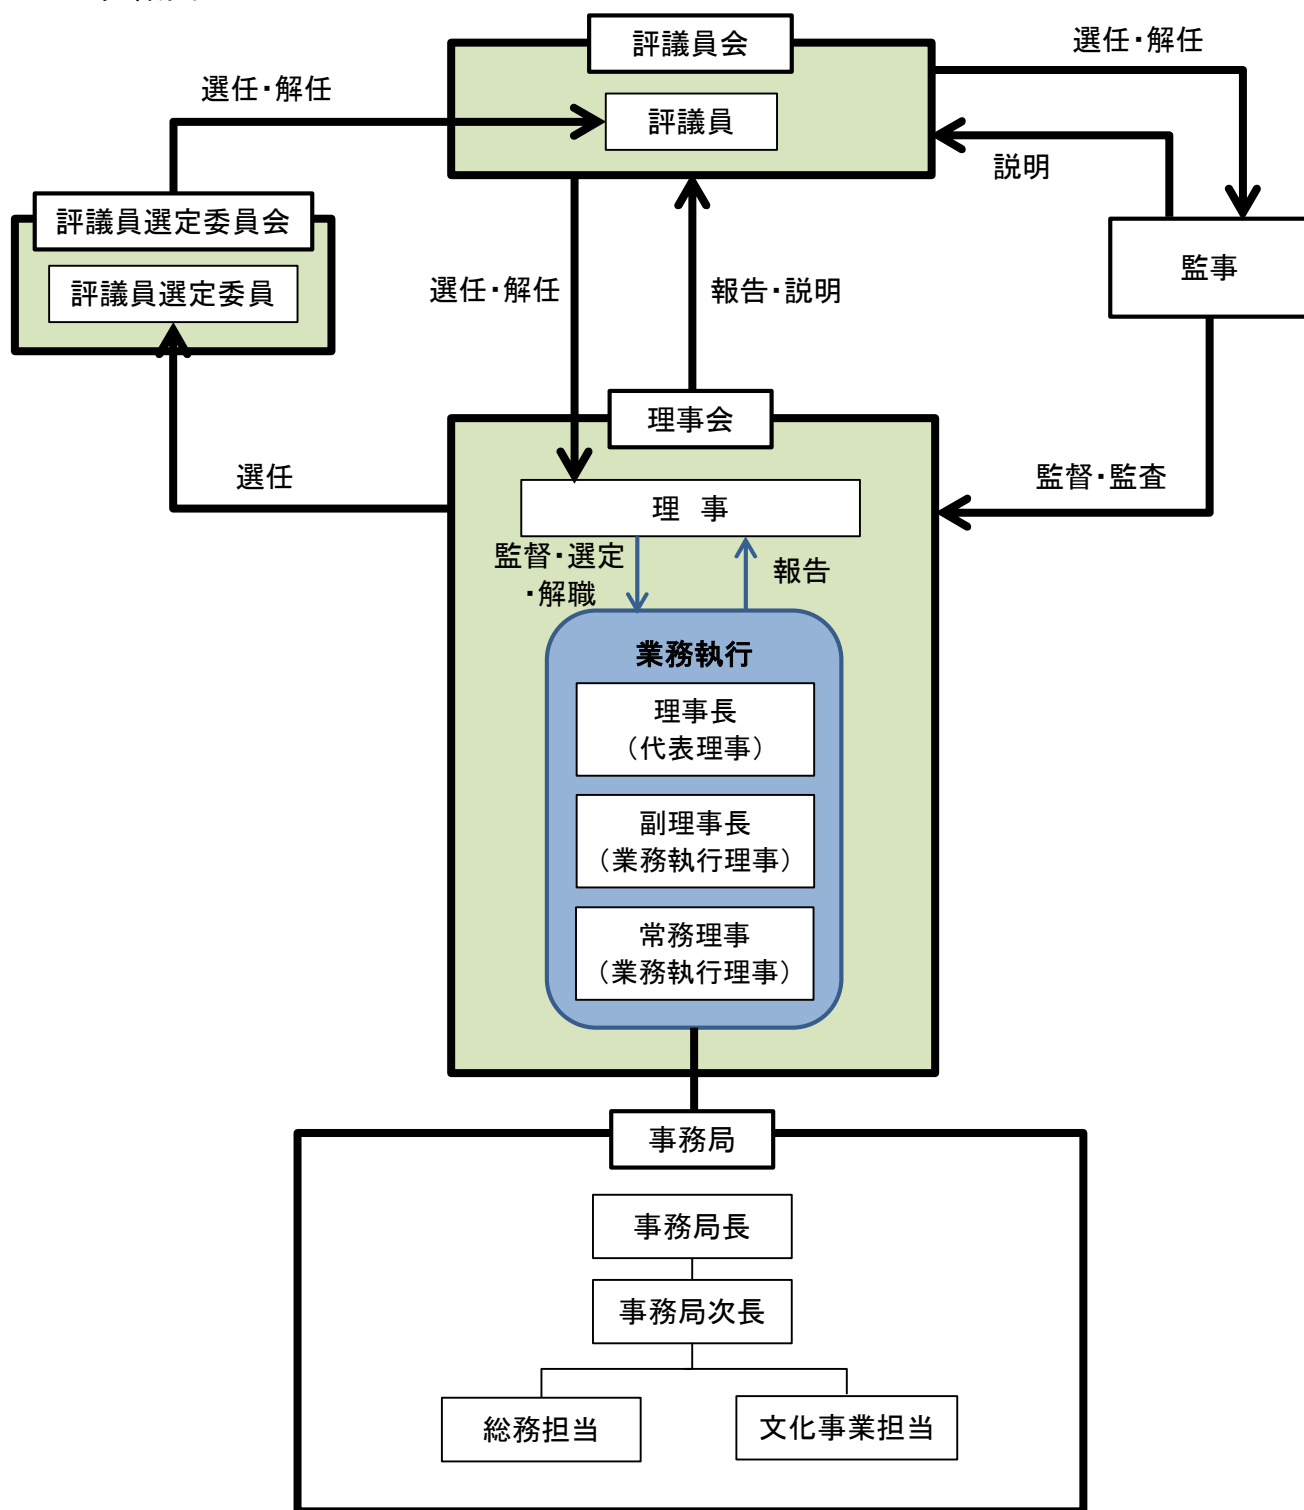 評議員会
選任・解任
選任・解任
評議員
説明
評議員選定委員会
監事
評議員選定委員
選任・解任
報告・説明
理事会
選任
監督・監査
理　事
監督・選定
・解職
報告
業務執行
理事長
（代表理事）
副理事長
（業務執行理事）
常務理事
（業務執行理事）
事務局
事務局長
事務局次長
総務担当
文化事業担当